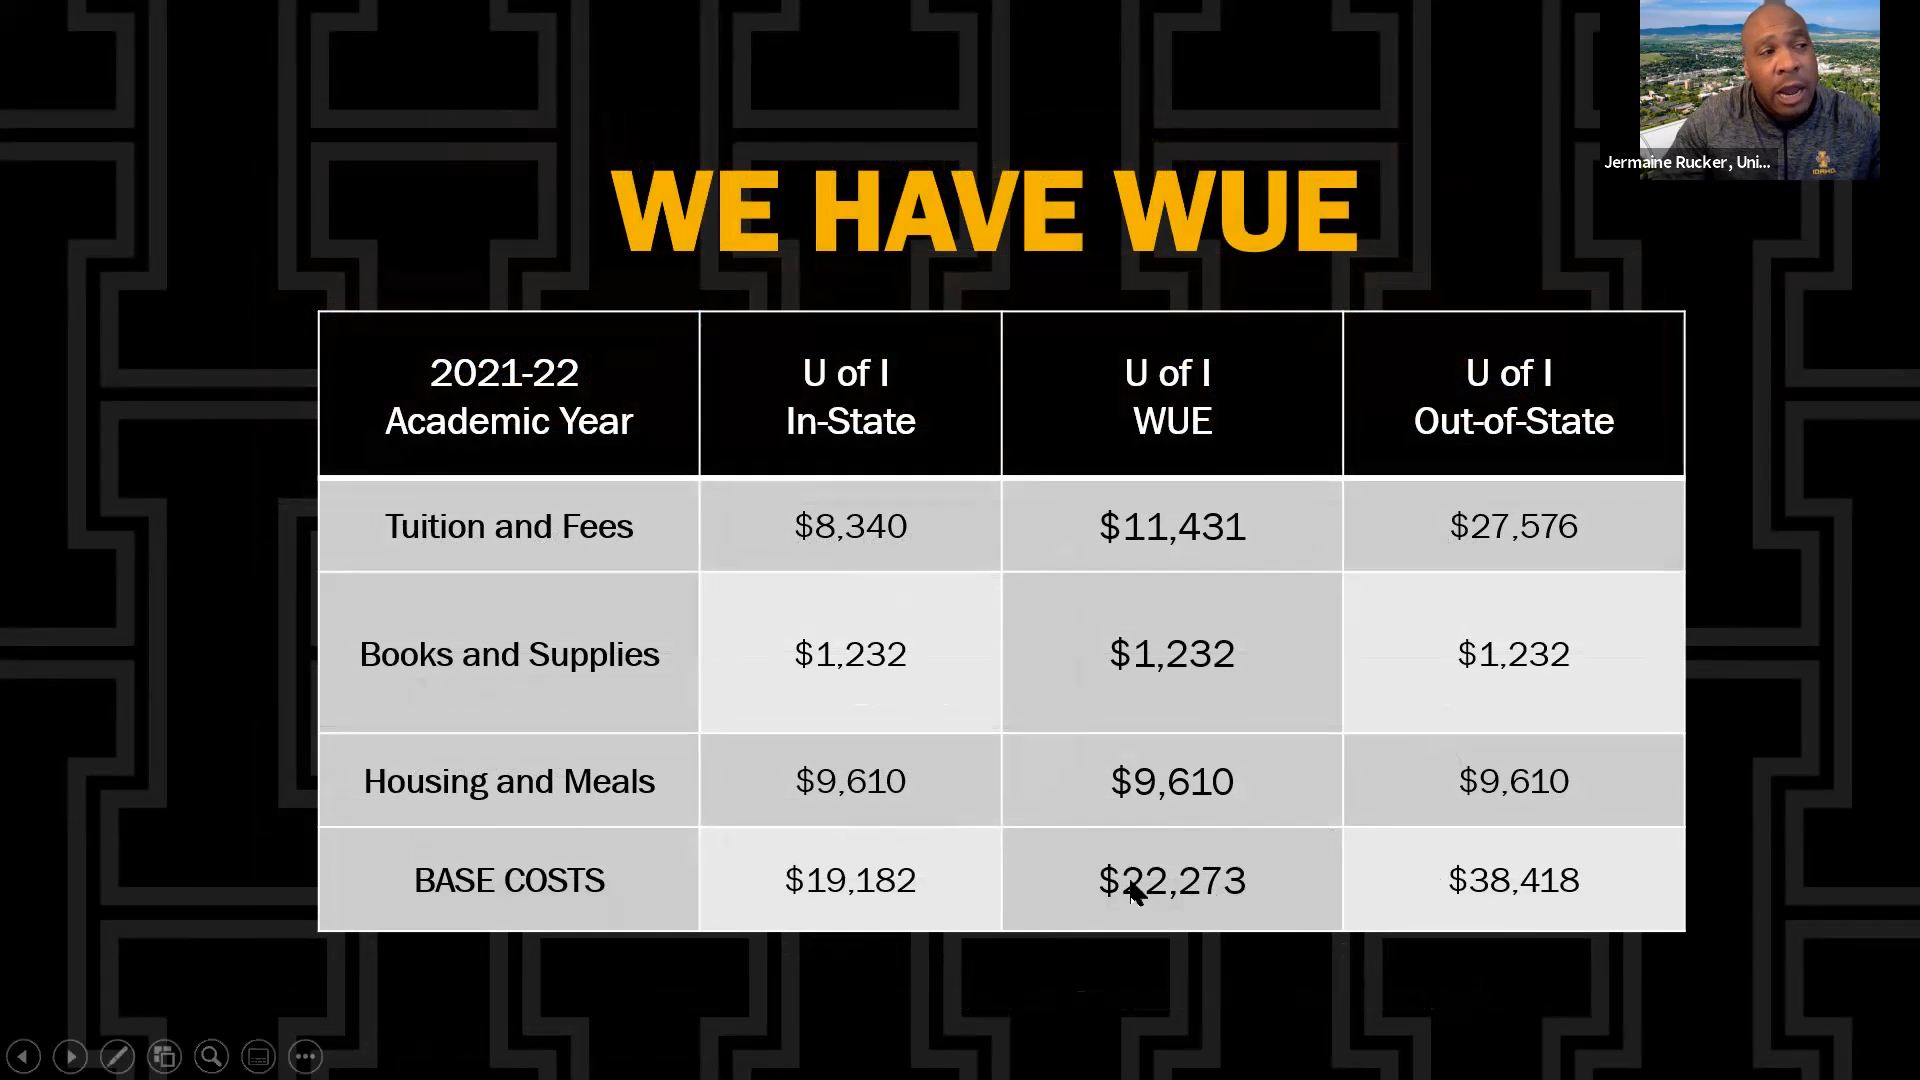 Jermaine Rucker, Uni...
IDAHO
WE HAVE WUE
2021-22
Academic Year
U of I
In-State
U of I
WUE
U of I
Out-of-State
Tuition and Fees
$8,340
$11,431
$27,576
Books and Supplies
$1,232
$1,232
$1,232
Housing and Meals
$9,610
$9,610
$9,610
BASE COSTS
$19,182
$22,273
$38,418